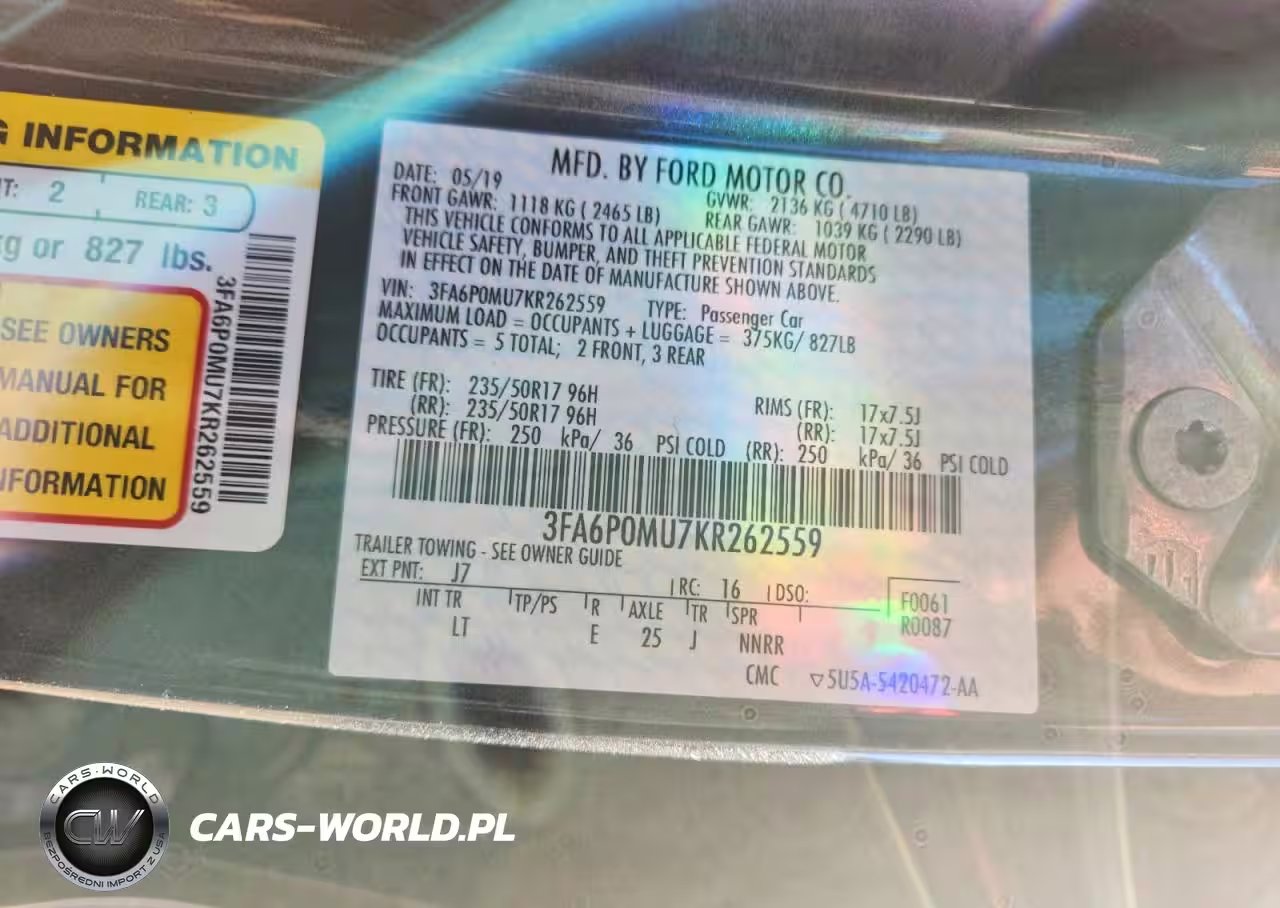 G INFORMATION
T: 2 REAR: 3
kg or 827 lbs.
SEE OWNERS
MANUAL FOR
ADDITIONAL
INFORMATION
3FA6P0MU7KR262559
MFD. BY FORD MOTOR CO.
DATE: 05/19 GVWR: 2136 KG ( 4710 LB)
FRONT GAWR: 1118 KG ( 2465 LB) REAR GAWR: 1039 KG ( 2290 LB)
THIS VEHICLE CONFORMS TO ALL APPLICABLE FEDERAL MOTOR
VEHICLE SAFETY, BUMPER, AND THEFT PREVENTION STANDARDS
IN EFFECT ON THE DATE OF MANUFACTURE SHOWN ABOVE.
VIN: 3FA6P0MU7KR262559 TYPE: Passenger Car
MAXIMUM LOAD = OCCUPANTS + LUGGAGE = 375KG/ 827LB
OCCUPANTS = 5 TOTAL; 2 FRONT, 3 REAR
TIRE (FR): 235/50R17 96H RIMS (FR): 17x7.5J
(RR): 235/50R17 96H (RR): 17x7.5J
PRESSURE (FR): 250 kPa/ 36 PSI COLD (RR): 250 kPa/ 36 PSI COLD
3FA6P0MU7KR262559
TRAILER TOWING - SEE OWNER GUIDE
EXT PNT: J7 RC: 16 DSO: F0061
INT TR TP/PS R AXLE TR SPR R0087
LT E 25 J NNRR
CMC ▽5U5A-5420472-AA
CARS-WORLD
CW
BEZPOŚREDNI IMPORT Z USA
CARS-WORLD.PL